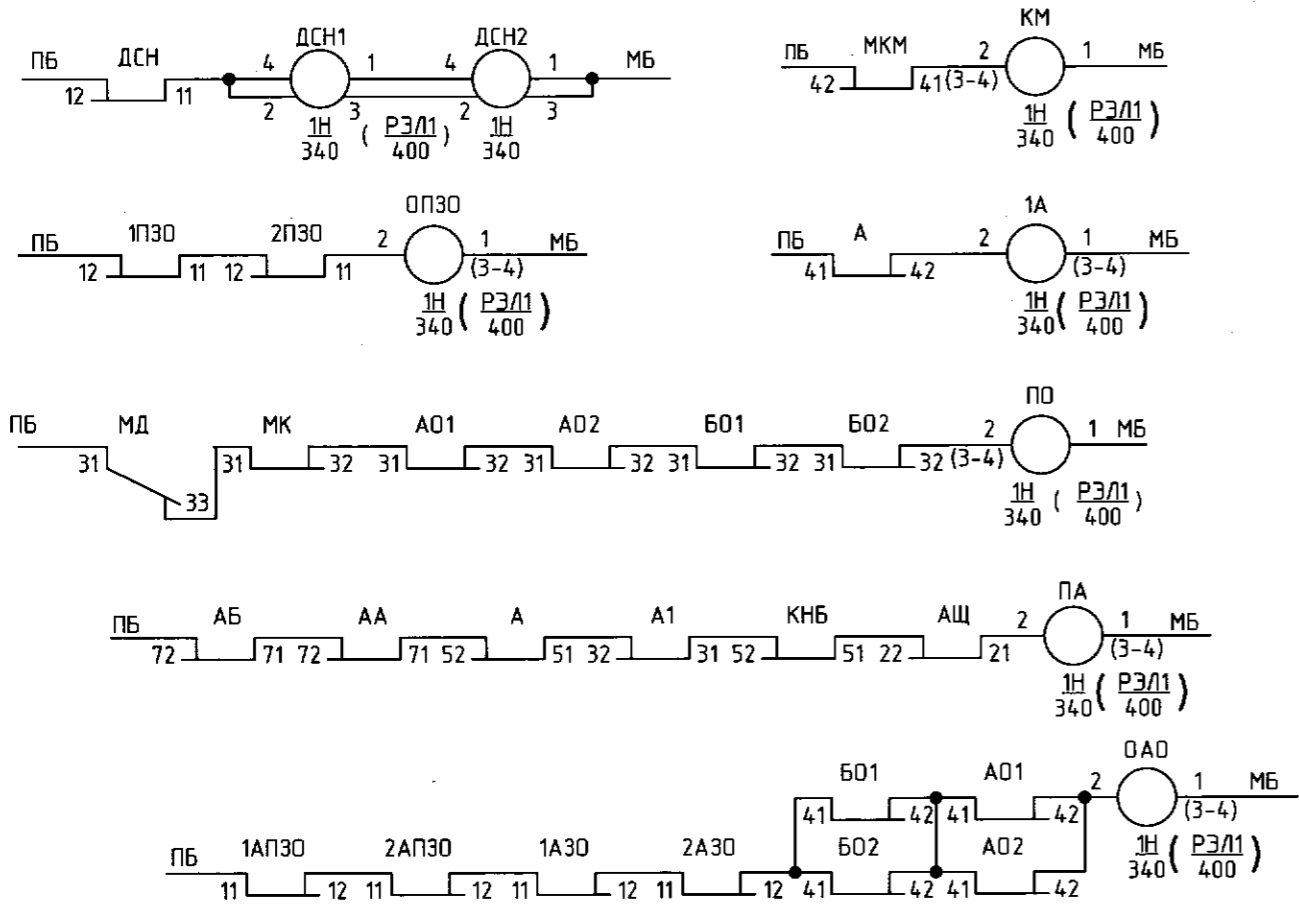 ПБ ДСН ДСН1 ДСН2 МБ
12 11 4 2 1 3 4 2 1 3
1Н/340 (РЭЛ1/400) 1Н/340
ПБ МКМ КМ МБ
42 41 2 (3-4) 1
1Н/340 (РЭЛ1/400)
ПБ 1ПЗО 2ПЗО ОПЗО МБ
12 11 12 11 2 1 (3-4)
1Н/340 (РЭЛ1/400)
ПБ А 1А МБ
41 42 2 1 (3-4)
1Н/340 (РЭЛ1/400)
ПБ МД МК АО1 АО2 БО1 БО2 ПО МБ
31 33 31 32 31 32 31 32 31 32 31 32 2 (3-4) 1
1Н/340 (РЭЛ1/400)
ПБ АБ АА А А1 КНБ АЩ ПА МБ
72 71 72 71 52 51 32 31 52 51 22 21 2 1 (3-4)
1Н/340 (РЭЛ1/400)
БО1 АО1 ОАО МБ
41 42 41 42 2 1 (3-4)
ПБ 1АПЗО 2АПЗО 1АЗО 2АЗО БО2 АО2
11 12 11 12 11 12 11 12 41 42 41 42
1Н/340 (РЭЛ1/400)